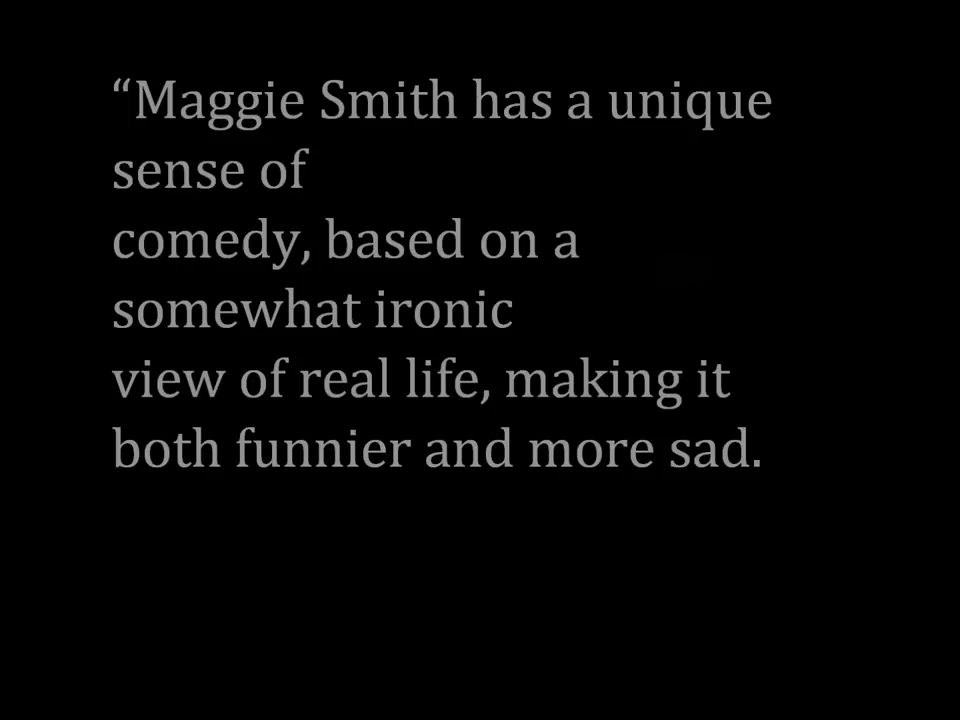 “Maggie Smith has a unique
sense of
comedy, based on a
somewhat ironic
view of real life, making it
both funnier and more sad.